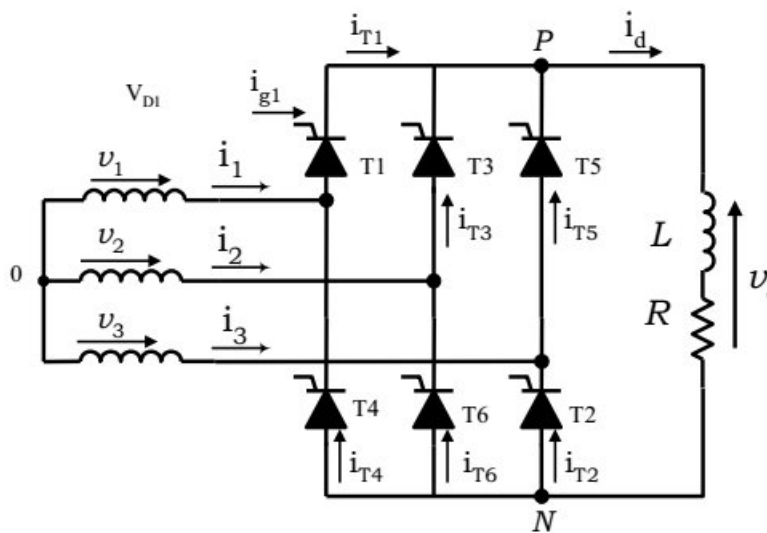 i_T1
P
i_d
V_D1
i_g1
v_1
i_1
T1
T3
T5
v_2
i_2
i_T3
i_T5
L
0
v_3
i_3
R
T4
T6
T2
i_T4
i_T6
i_T2
N